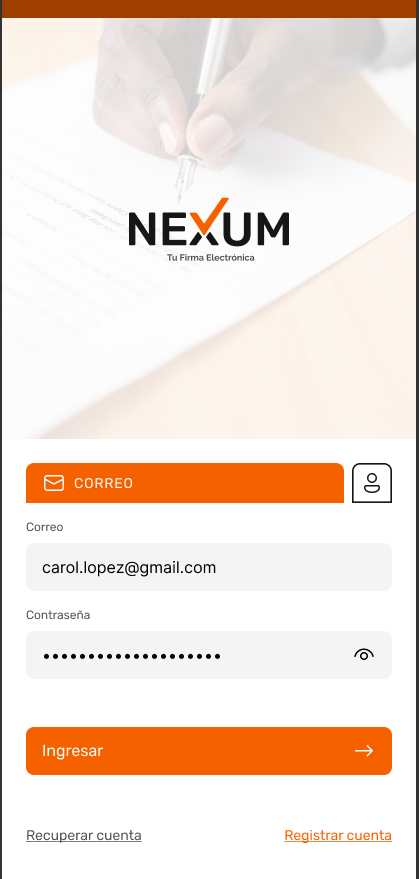 NEXUM
Tu Firma Electrónica
CORREO
Correo
carol.lopez@gmail.com
Contraseña
•••••••••••••••••••
Ingresar
Recuperar cuenta
Registrar cuenta